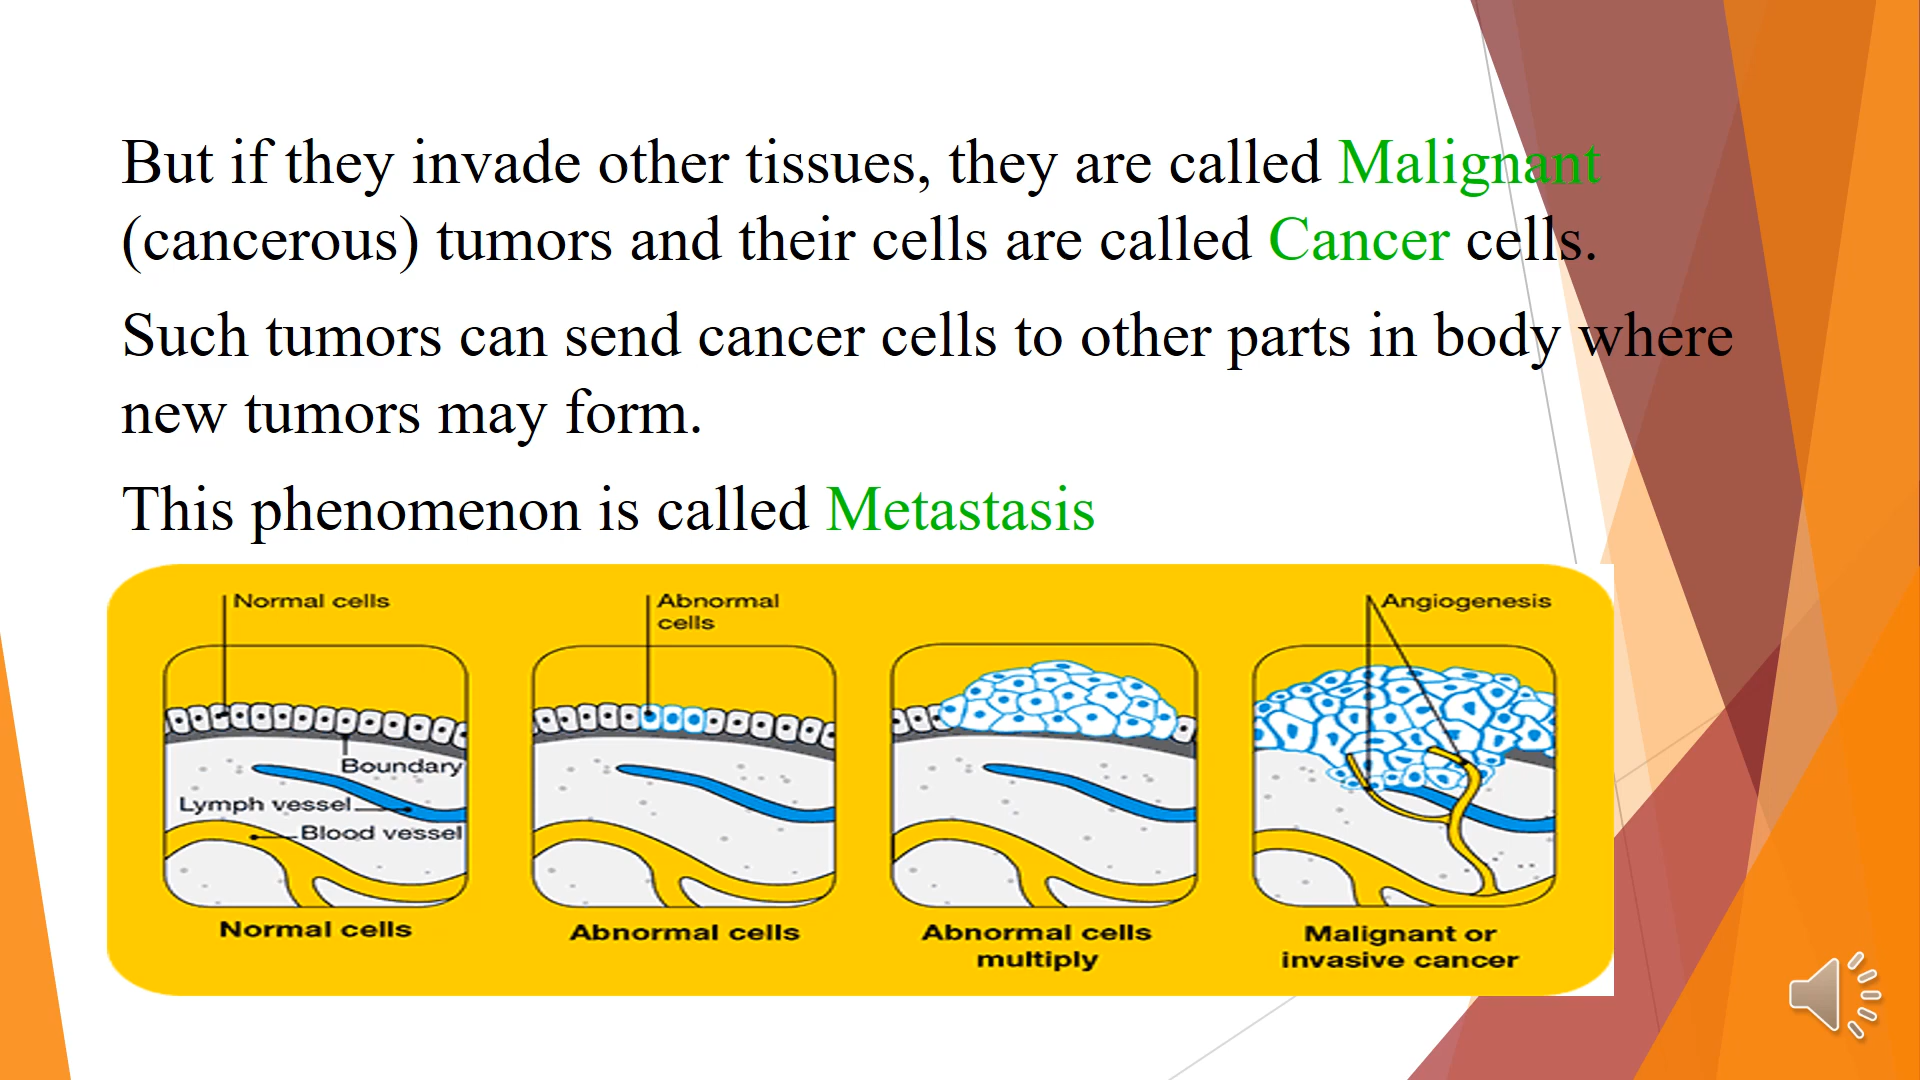 But if they invade other tissues, they are called Malignant
(cancerous) tumors and their cells are called Cancer cells.
Such tumors can send cancer cells to other parts in body where
new tumors may form.
This phenomenon is called Metastasis
Normal cells
Boundary
Lymph vessel
Blood vessel
Normal cells
Abnormal
cells
Abnormal cells
Abnormal cells
multiply
Angiogenesis
Malignant or
invasive cancer